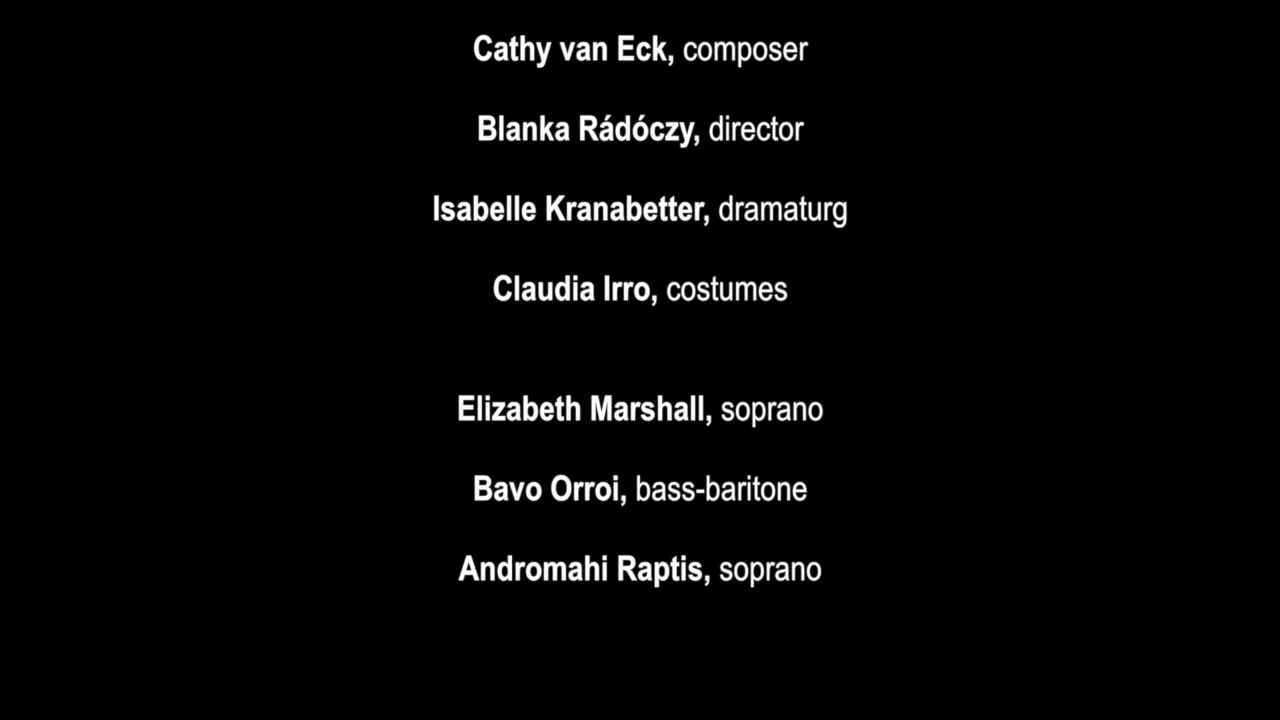 Cathy van Eck, composer
Blanka Rádóczy, director
Isabelle Kranabetter, dramaturg
Claudia Irro, costumes
Elizabeth Marshall, soprano
Bavo Orroi, bass-baritone
Andromahi Raptis, soprano